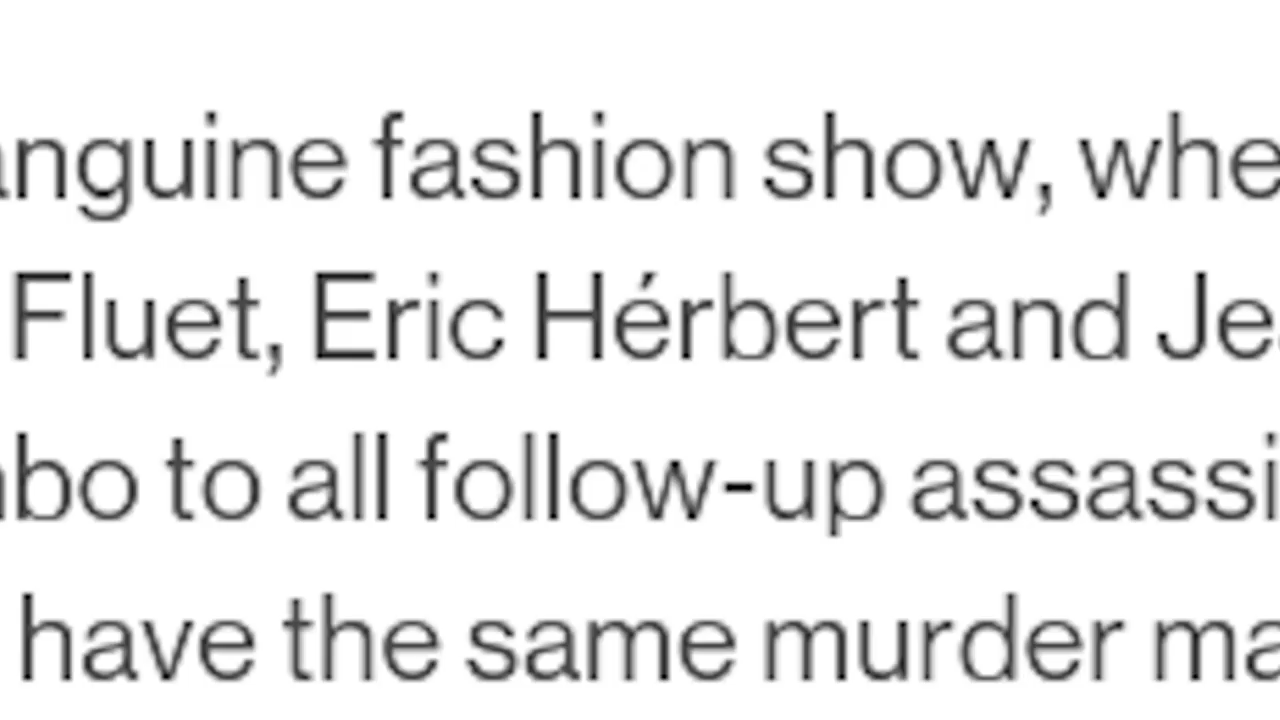 anguine fashion show, whe
Fluet, Eric Hérbert and Je
bo to all follow-up assassi
have the same murder ma